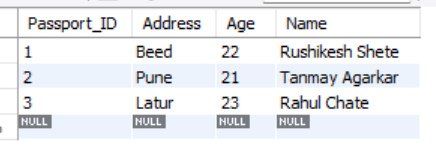 Passport_ID Address Age Name
1 Beed 22 Rushikesh Shete
2 Pune 21 Tanmay Agarkar
3 Latur 23 Rahul Chate
NULL NULL NULL NULL